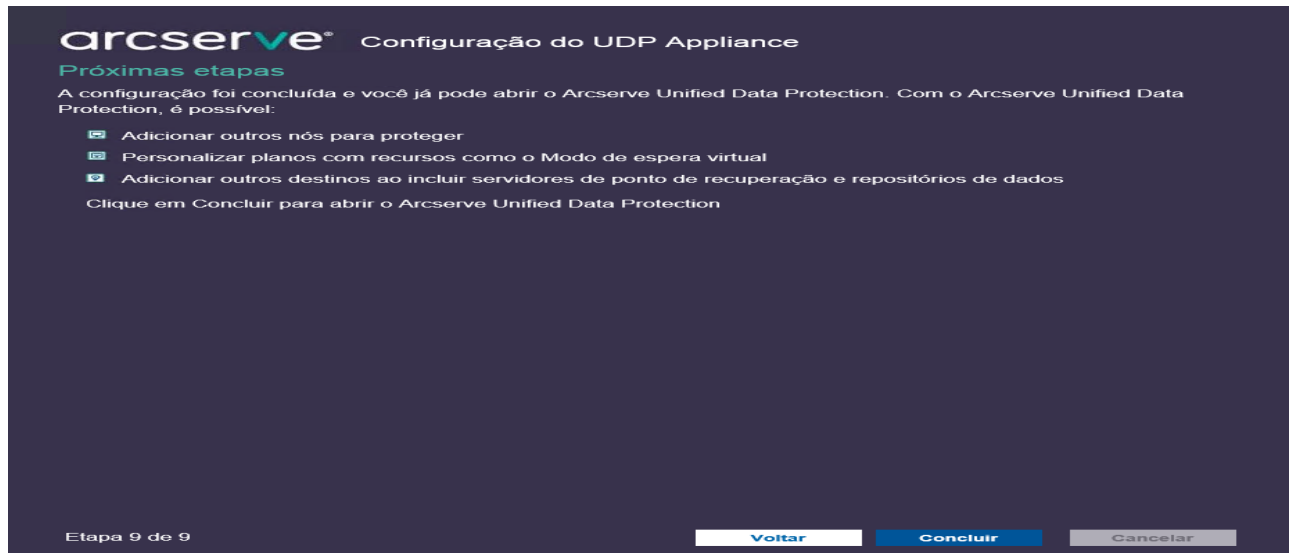 arcserve® Configuração do UDP Appliance
Próximas etapas
A configuração foi concluída e você já pode abrir o Arcserve Unified Data Protection. Com o Arcserve Unified Data
Protection, é possível:
Adicionar outros nós para proteger
Personalizar planos com recursos como o Modo de espera virtual
Adicionar outros destinos ao incluir servidores de ponto de recuperação e repositórios de dados
Clique em Concluir para abrir o Arcserve Unified Data Protection
Etapa 9 de 9
Voltar
Concluir
Cancelar